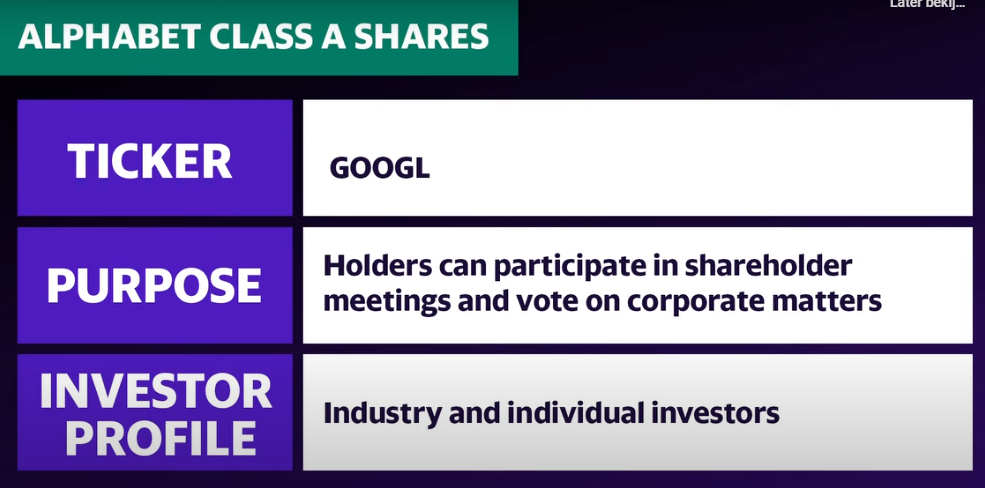 Later bekij...
ALPHABET CLASS A SHARES
TICKER
GOOGL
PURPOSE
Holders can participate in shareholder
meetings and vote on corporate matters
INVESTOR
PROFILE
Industry and individual investors